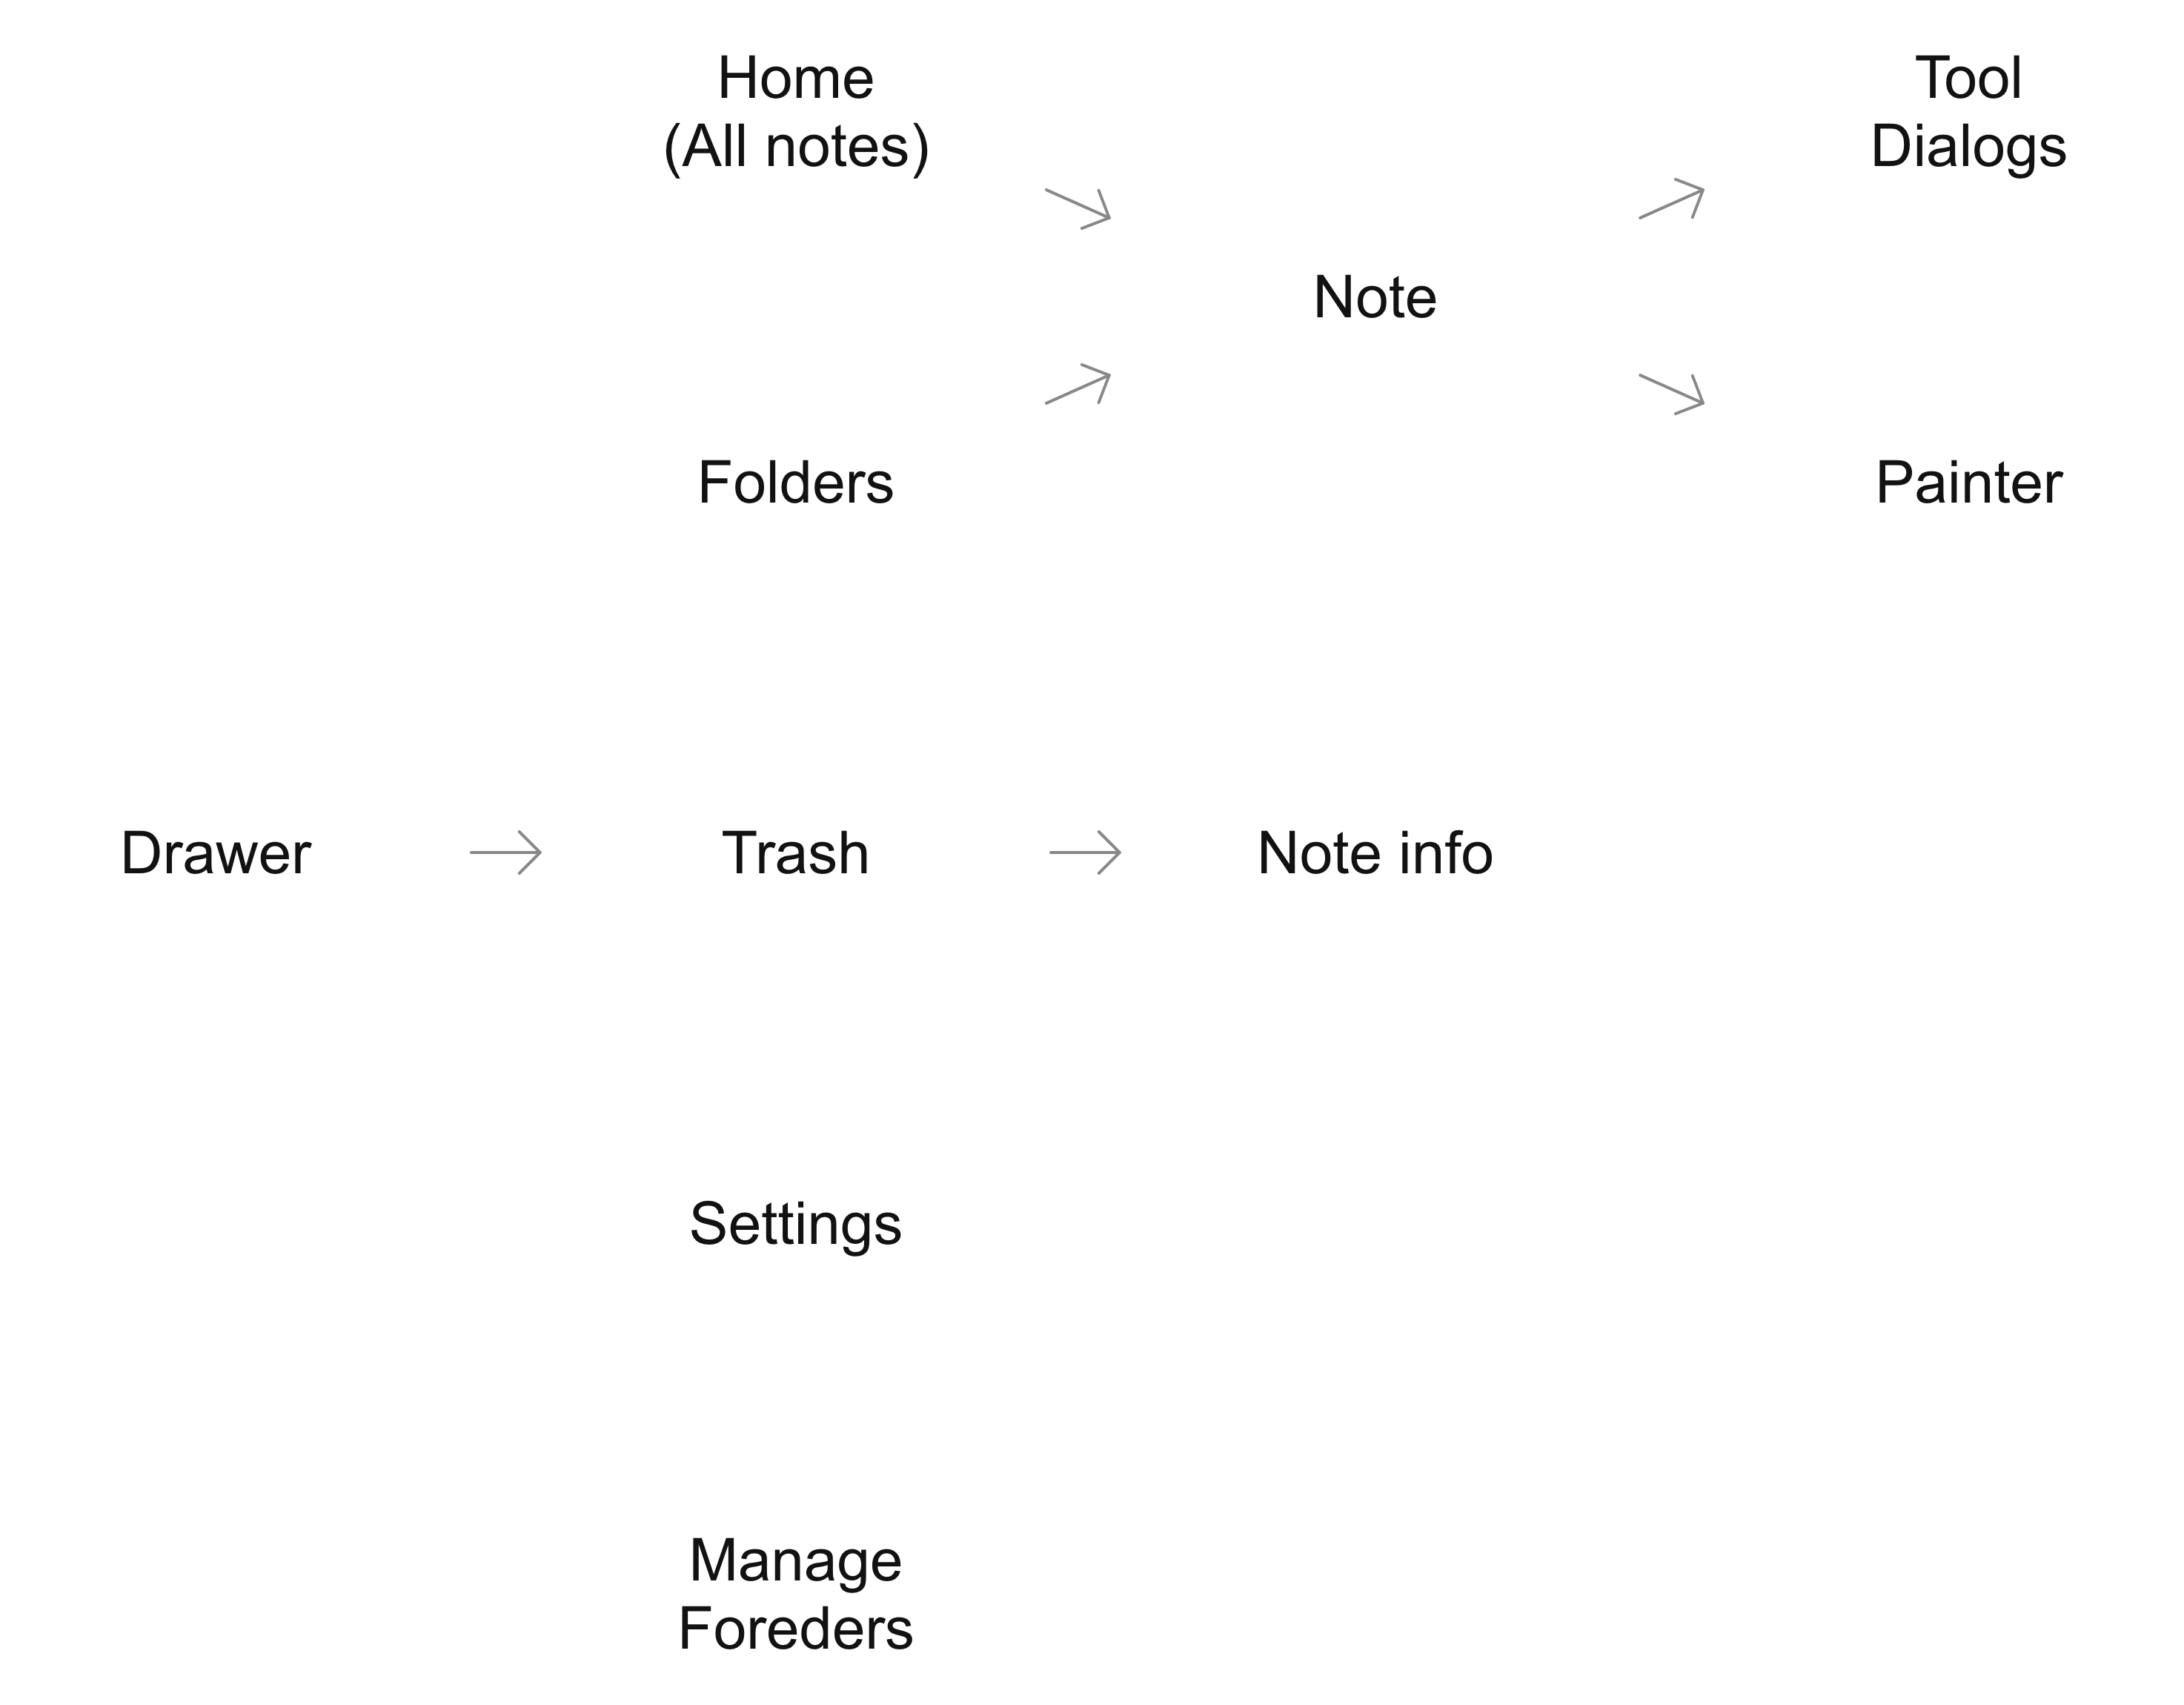 Home
(All notes)
Tool
Dialogs
Note
Folders
Painter
Drawer
Trash
Note info
Settings
Manage
Foreders